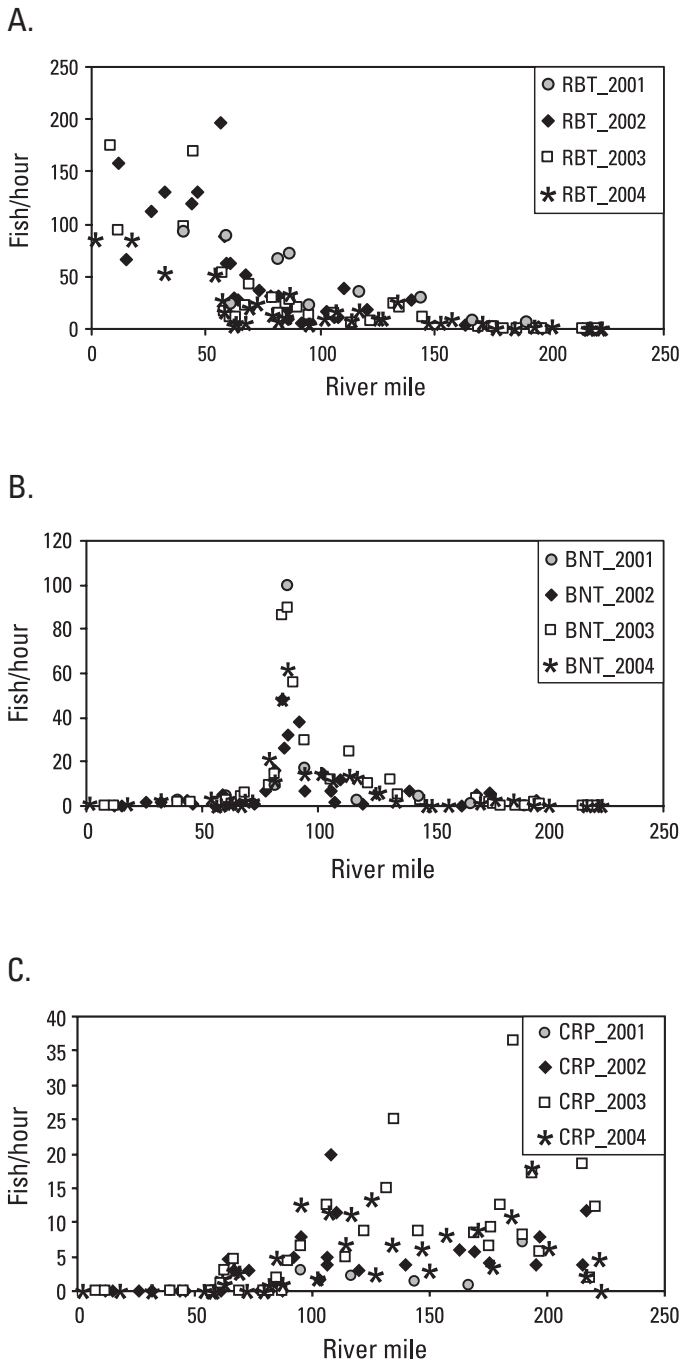 A.
250
200
150
100
50
0
Fish/hour
RBT_2001
RBT_2002
RBT_2003
RBT_2004
0 50 100 150 200 250
River mile
B.
120
100
80
60
40
20
0
Fish/hour
BNT_2001
BNT_2002
BNT_2003
BNT_2004
0 50 100 150 200 250
River mile
C.
40
35
30
25
20
15
10
5
0
Fish/hour
CRP_2001
CRP_2002
CRP_2003
CRP_2004
0 50 100 150 200 250
River mile